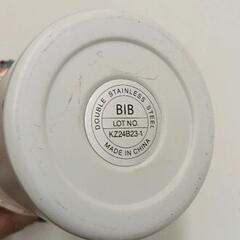 DOUBLE STAINLESS STEEL
BIB
LOT NO.
KZ24B23-1
MADE IN CHINA